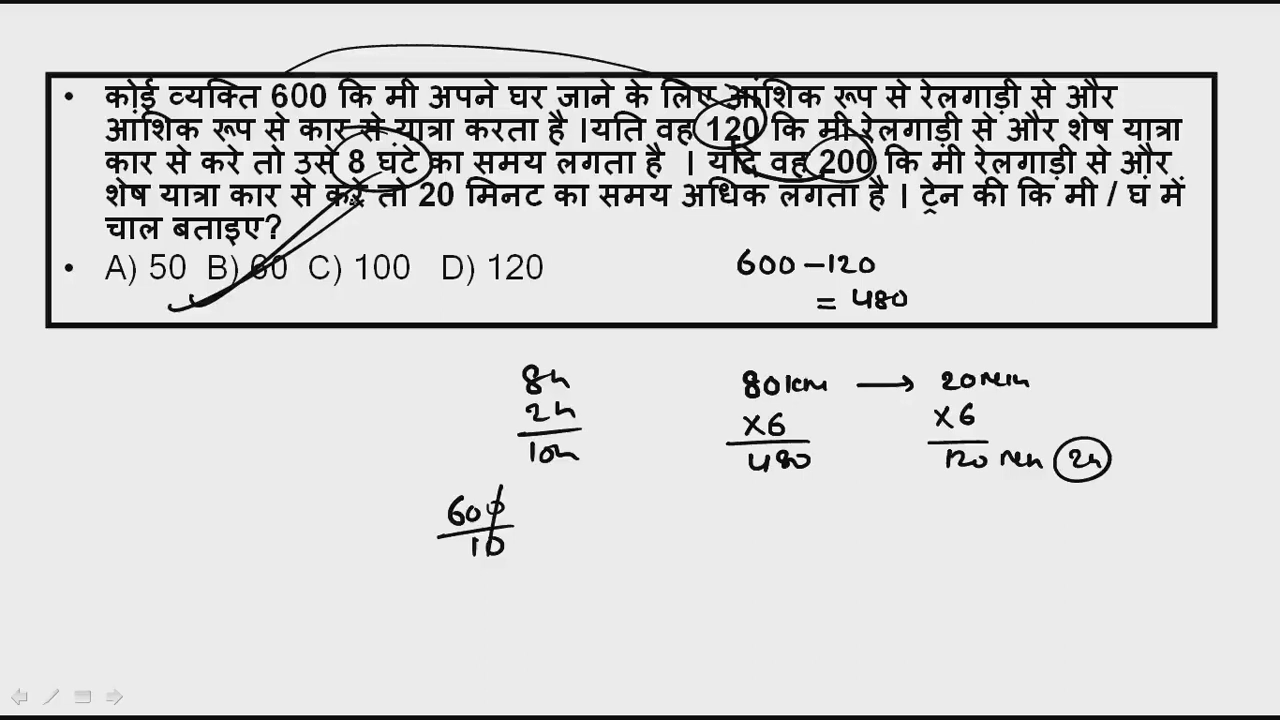 • कोई व्यक्ति 600 कि मी अपने घर जाने के लिए आंशिक रूप से रेलगाड़ी से और
आंशिक रूप से कार से यात्रा करता है ।यति वह 120 कि मी रेलगाड़ी से और शेष यात्रा
कार से करे तो उसे 8 घंटे का समय लगता है । यदि वह 200 कि मी रेलगाड़ी से और
शेष यात्रा कार से करे तो 20 मिनट का समय अधिक लगता है । ट्रेन की कि मी / घं में
चाल बताइए?
• A) 50 B) 60 C) 100 D) 120
600 - 120
= 480
8h
2h
10h
80km → 20min
×6 ×6
480 120 min 2h
600
10